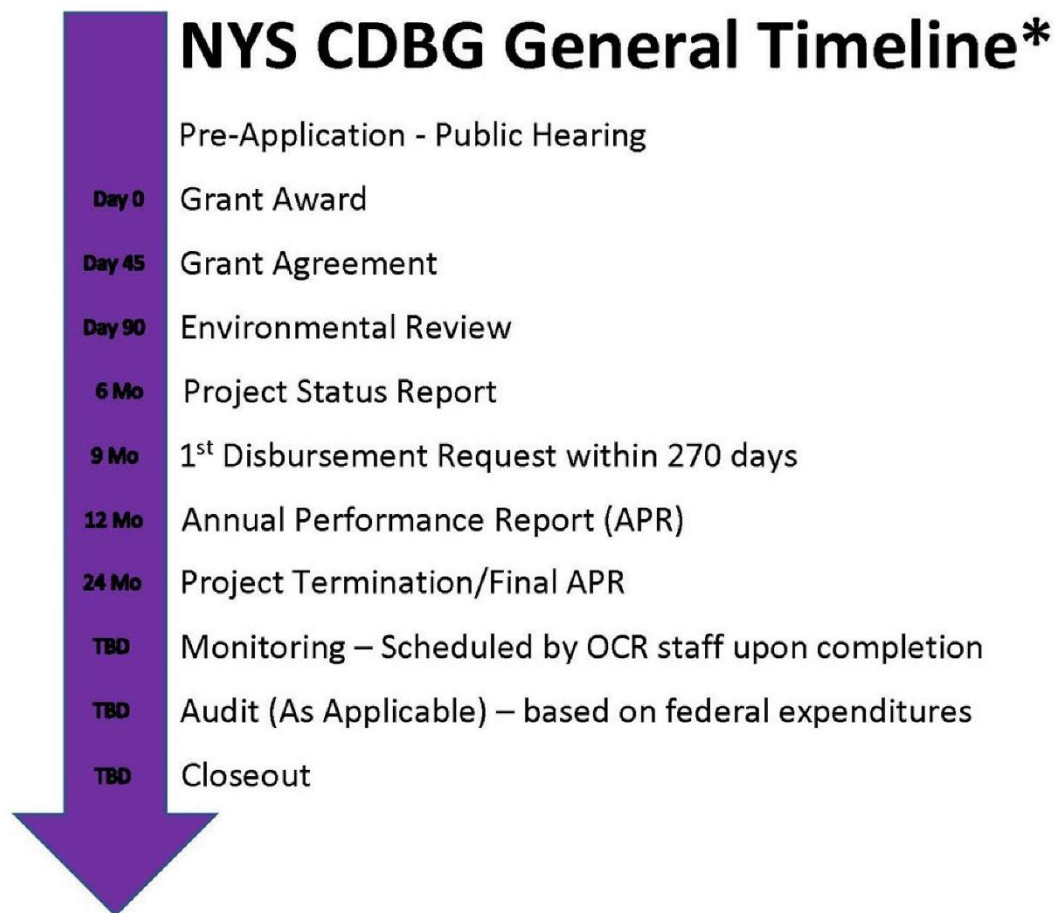 NYS CDBG General Timeline*
Pre-Application - Public Hearing
Day 0 Grant Award
Day 45 Grant Agreement
Day 90 Environmental Review
6 Mo Project Status Report
9 Mo 1st Disbursement Request within 270 days
12 Mo Annual Performance Report (APR)
24 Mo Project Termination/Final APR
TBD Monitoring – Scheduled by OCR staff upon completion
TBD Audit (As Applicable) – based on federal expenditures
TBD Closeout